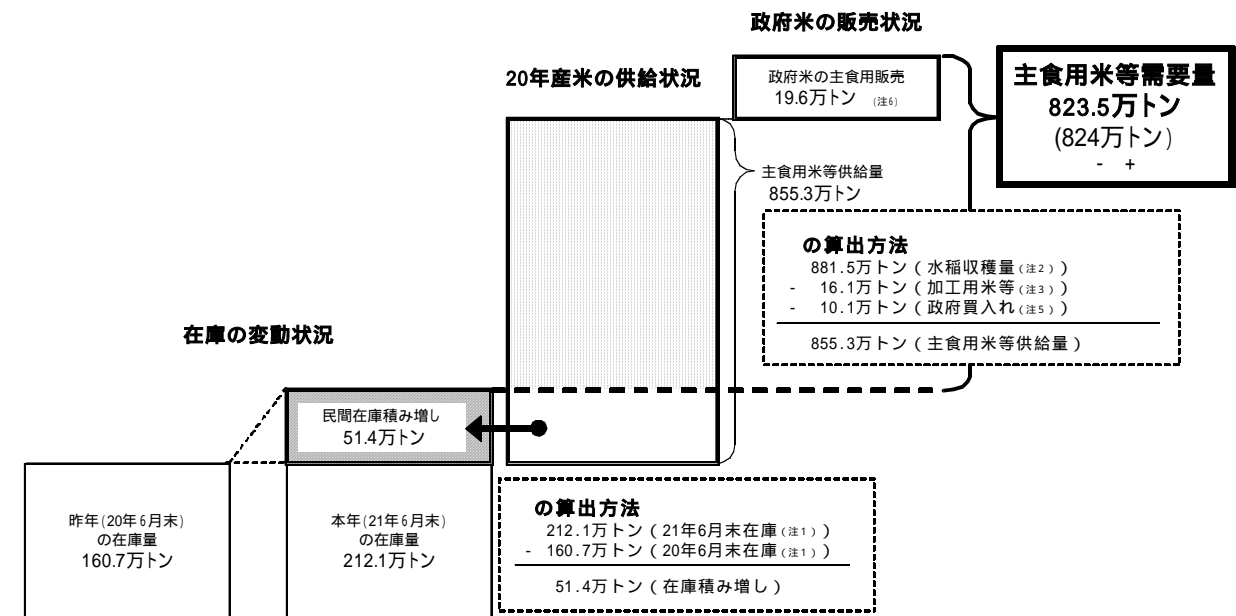 政府米の販売状況
政府米の主食用販売
19.6万トン (注6)
主食用米等需要量
823.5万トン
(824万トン)
- +
20年産米の供給状況
主食用米等供給量
855.3万トン
の算出方法
881.5万トン(水稲収穫量(注2))
- 16.1万トン(加工用米等(注3))
- 10.1万トン(政府買入れ(注5))
855.3万トン(主食用米等供給量)
在庫の変動状況
民間在庫積み増し
51.4万トン
昨年(20年6月末)
の在庫量
160.7万トン
本年(21年6月末)
の在庫量
212.1万トン
の算出方法
212.1万トン(21年6月末在庫(注1))
- 160.7万トン(20年6月末在庫(注1))
51.4万トン(在庫積み増し)